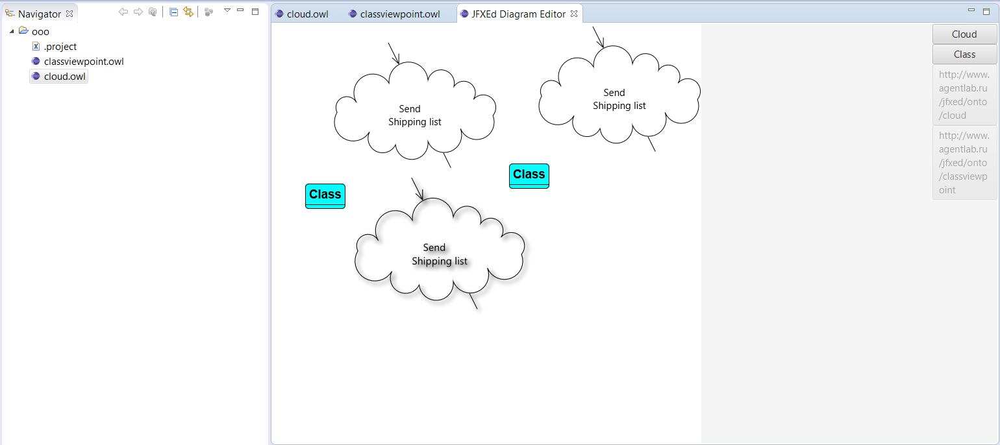 Navigator
ooo
.project
classviewpoint.owl
cloud.owl
cloud.owl
classviewpoint.owl
JFXEd Diagram Editor
Send
Shipping list
Send
Shipping list
Class
Class
Send
Shipping list
Cloud
Class
http://www.
agentlab.ru
/jfxed/onto
/cloud
http://www.
agentlab.ru
/jfxed/onto
/classviewp
oint